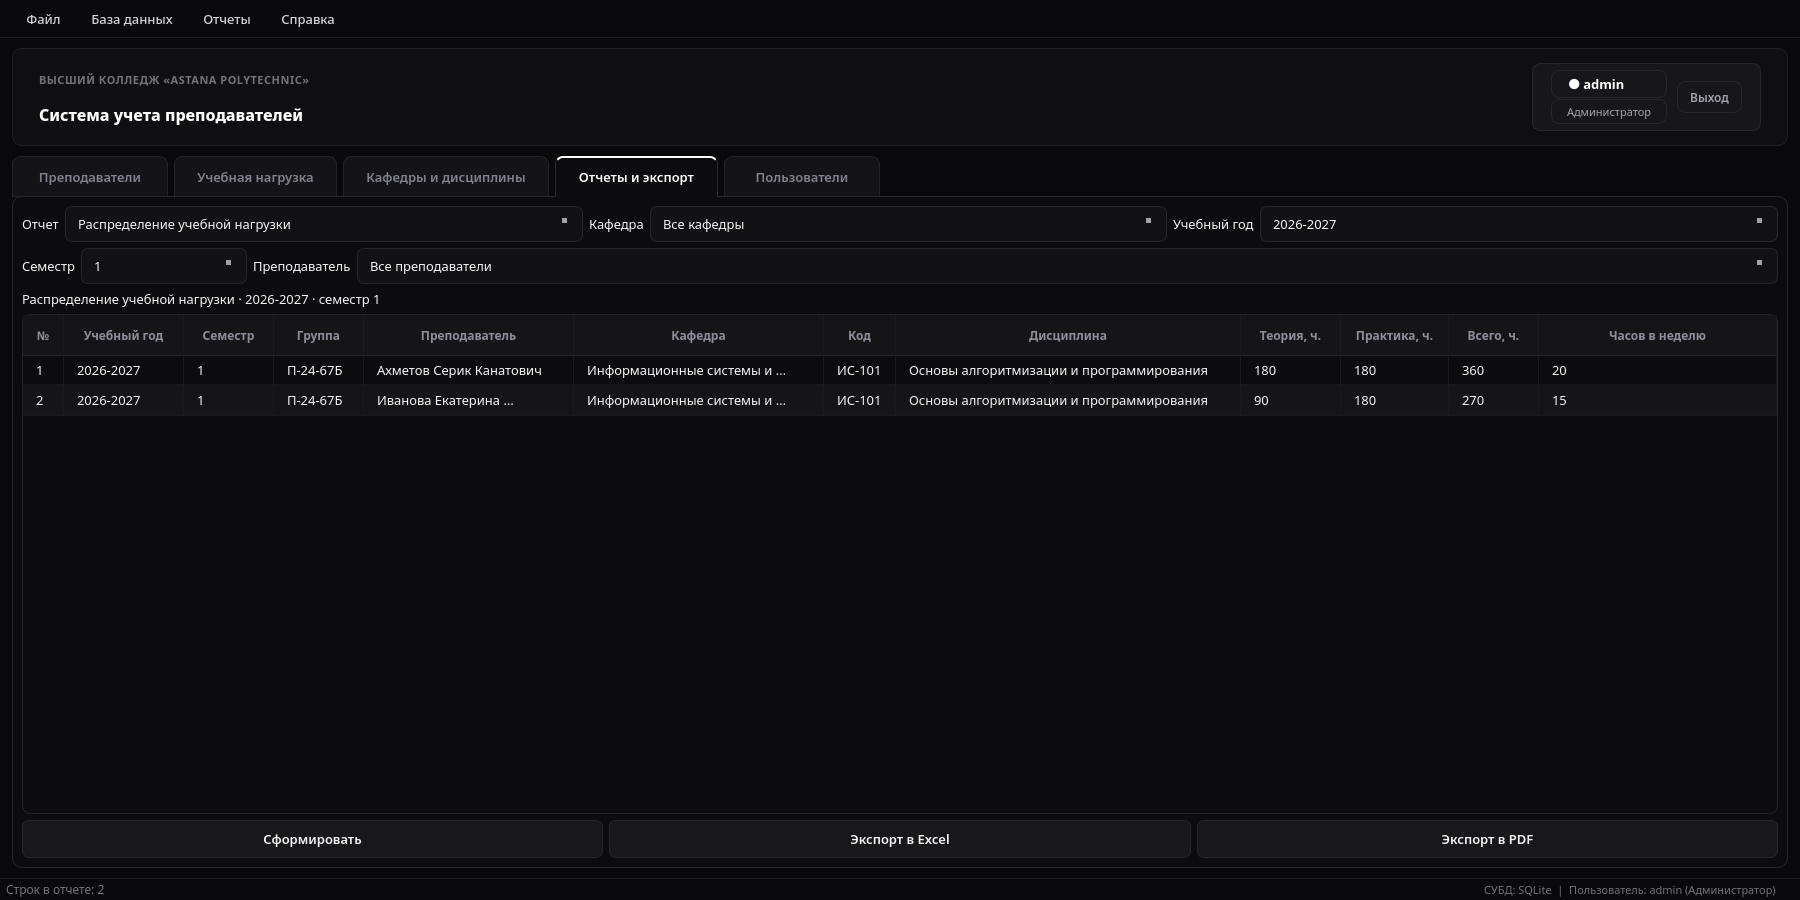 Файл База данных Отчеты Справка
ВЫСШИЙ КОЛЛЕДЖ «ASTANA POLYTECHNIC»
Система учета преподавателей
admin
Администратор
Выход
Преподаватели Учебная нагрузка Кафедры и дисциплины Отчеты и экспорт Пользователи
Отчет Распределение учебной нагрузки Кафедра Все кафедры Учебный год 2026-2027
Семестр 1 Преподаватель Все преподаватели
Распределение учебной нагрузки · 2026-2027 · семестр 1
№ Учебный год Семестр Группа Преподаватель Кафедра Код Дисциплина Теория, ч. Практика, ч. Всего, ч. Часов в неделю
1 2026-2027 1 П-24-67Б Ахметов Серик Канатович Информационные системы и ... ИС-101 Основы алгоритмизации и программирования 180 180 360 20
2 2026-2027 1 П-24-67Б Иванова Екатерина ... Информационные системы и ... ИС-101 Основы алгоритмизации и программирования 90 180 270 15
Сформировать Экспорт в Excel Экспорт в PDF
Строк в отчете: 2 СУБД: SQLite | Пользователь: admin (Администратор)